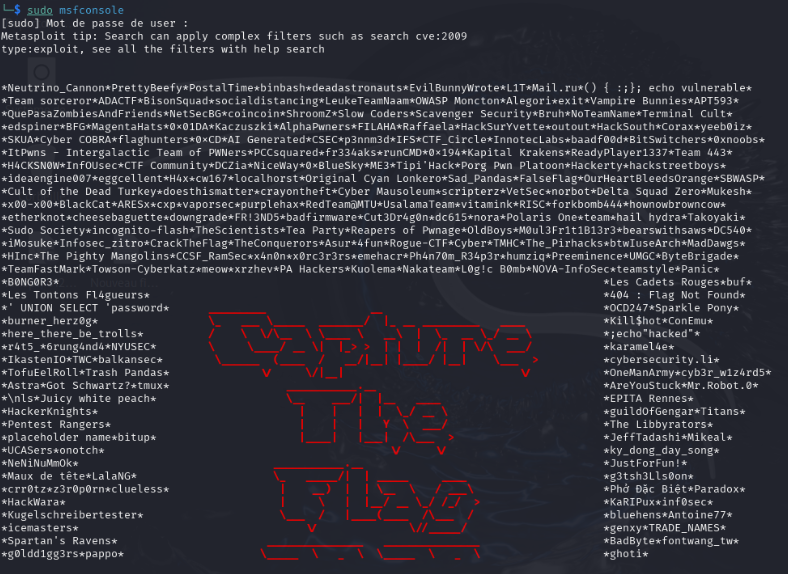 └─$ sudo msfconsole
[sudo] Mot de passe de user :
Metasploit tip: Search can apply complex filters such as search cve:2009
type:exploit, see all the filters with help search
*Neutrino_Cannon*PrettyBeefy*PostalTime*binbash*deadastronauts*EvilBunnyWrote*L1T*Mail.ru*() { :;}; echo vulnerable*
*Team sorceror*ADACTF*BisonSquad*socialdistancing*LeukeTeamNaam*OWASP Moncton*Alegori*exit*Vampire Bunnies*APT593*
*QuePasaZombiesAndFriends*NetSecBG*coincoin*ShroomZ*Slow Coders*Scavenger Security*Bruh*NoTeamName*Terminal Cult*
*edspiner*BFG*MagentaHats*0×01DA*Kaczuszki*AlphaPwners*FILAHA*Raffaela*HackSurYvette*outout*HackSouth*Corax*yeeb0iz*
*SKUA*Cyber COBRA*flaghunters*0×CD*AI Generated*CSEC*p3nnm3d*IFS*CTF_Circle*InnotecLabs*baadf00d*BitSwitchers*0xnoobs*
*ItPwns - Intergalactic Team of PWNers*PCCsquared*fr334aks*runCMD*0×194*Kapital Krakens*ReadyPlayer1337*Team 443*
*H4CKSN0W*InfOUsec*CTF Community*DCZia*NiceWay*0×BlueSky*ME3*Tipi'Hack*Porg Pwn Platoon*Hackerty*hackstreetboys*
*ideaengine007*eggcellent*H4x*cw167*localhorst*Original Cyan Lonkero*Sad_Pandas*FalseFlag*OurHeartBleedsOrange*SBWASP*
*Cult of the Dead Turkey*doesthismatter*crayontheft*Cyber Mausoleum*scripterz*VetSec*norbot*Delta Squad Zero*Mukesh*
*x00-x00*BlackCat*ARESx*cxp*vaporsec*purplehax*RedTeam@MTU*UsalamaTeam*vitamink*RISC*forkbomb444*hownowbrowncow*
*etherknot*cheesebaguette*downgrade*FR!3ND5*badfirmware*Cut3Dr4g0n*dc615*nora*Polaris One*team*hail hydra*Takoyaki*
*Sudo Society*incognito-flash*TheScientists*Tea Party*Reapers of Pwnage*OldBoys*M0ul3Fr1t1B13r3*bearswithsaws*DC540*
*iMosuke*Infosec_zitro*CrackTheFlag*TheConquerors*Asur*4fun*Rogue-CTF*Cyber*TMHC*The_Pirhacks*btwIuseArch*MadDawgs*
*HInc*The Pighty Mangolins*CCSF_RamSec*x4n0n*x0rc3r3rs*emehacr*Ph4n70m_R34p3r*humziq*Preeminence*UMGC*ByteBrigade*
*TeamFastMark*Towson-Cyberkatz*meow*xrzhev*PA Hackers*Kuolema*Nakateam*L0g!c B0mb*NOVA-InfoSec*teamstyle*Panic*
*B0NG0R3* *Les Cadets Rouges*buf*
*Les Tontons Fl4gueurs* *404 : Flag Not Found*
*' UNION SELECT 'password* *OCD247*Sparkle Pony*
*burner_herz0g* *Kill$hot*ConEmu*
*here_there_be_trolls* *;echo"hacked"*
*r4t5_*6rung4nd4*NYUSEC* *karamel4e*
*IkastenIO*TWC*balkansec* *cybersecurity.li*
*TofuEelRoll*Trash Pandas* *OneManArmy*cyb3r_w1z4rd5*
*Astra*Got Schwartz?*tmux* *AreYouStuck*Mr.Robot.0*
*\nls*Juicy white peach* *EPITA Rennes*
*HackerKnights* *guildOfGengar*Titans*
*Pentest Rangers* *The Libbyrators*
*placeholder name*bitup* *JeffTadashi*Mikeal*
*UCASers*onotch* *ky_dong_day_song*
*NeNiNuMmOk* *JustForFun!*
*Maux de tête*LalaNG* *g3tsh3Lls0on*
*crr0tz*z3r0p0rn*clueless* *Phở Đặc Biệt*Paradox*
*HackWara* *KaRIPux*inf0sec*
*Kugelschreibertester* *bluehens*Antoine77*
*icemasters* *genxy*TRADE_NAMES*
*Spartan's Ravens* *BadByte*fontwang_tw*
*g0ldd1gg3rs*pappo* *ghoti*
Capture
The
Flag